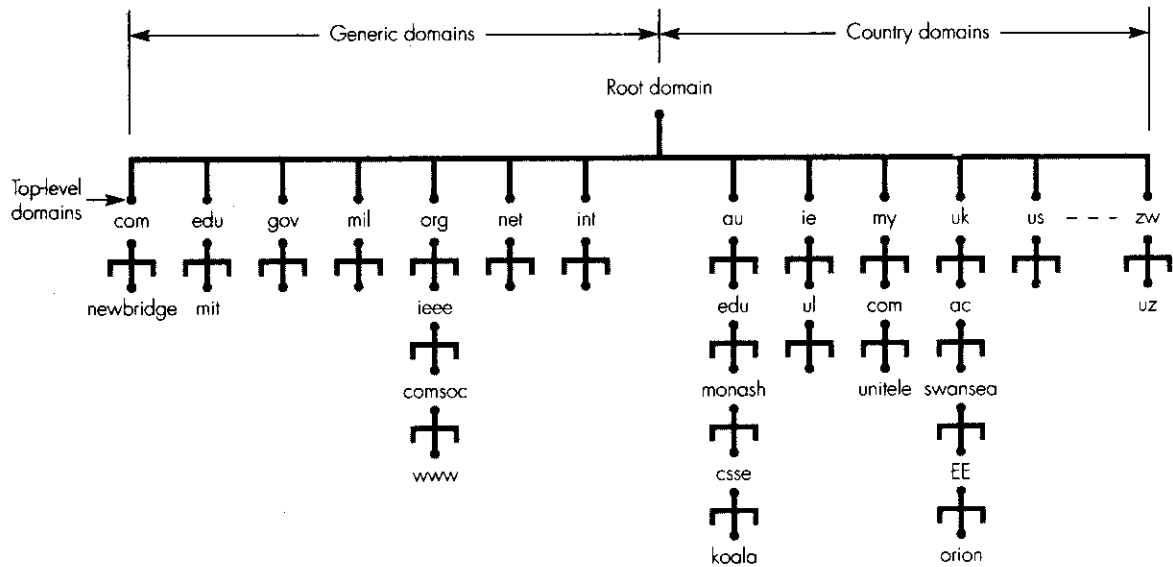 Generic domains Country domains
Root domain
Top-level
domains
com edu gov mil org net int au ie my uk us zw
newbridge mit ieee edu ul com ac uz
comsoc monash unitele swansea
www csse EE
koala orion